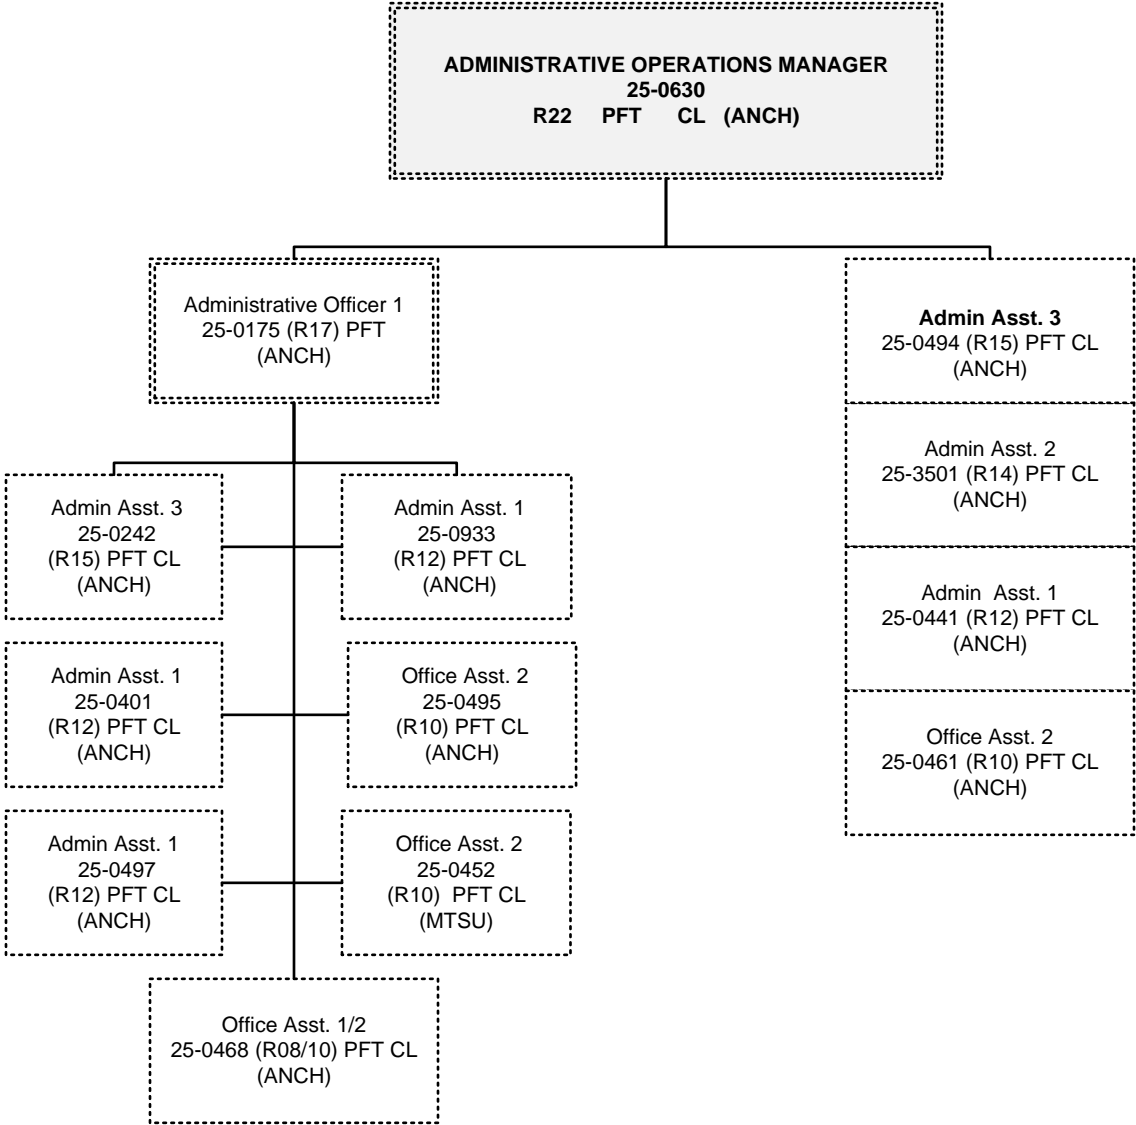 ADMINISTRATIVE OPERATIONS MANAGER
25-0630
R22 PFT CL (ANCH)
Administrative Officer 1
25-0175 (R17) PFT
(ANCH)
Admin Asst. 3
25-0242
(R15) PFT CL
(ANCH)
Admin Asst. 1
25-0933
(R12) PFT CL
(ANCH)
Admin Asst. 1
25-0401
(R12) PFT CL
(ANCH)
Office Asst. 2
25-0495
(R10) PFT CL
(ANCH)
Admin Asst. 1
25-0497
(R12) PFT CL
(ANCH)
Office Asst. 2
25-0452
(R10) PFT CL
(MTSU)
Office Asst. 1/2
25-0468 (R08/10) PFT CL
(ANCH)
Admin Asst. 3
25-0494 (R15) PFT CL
(ANCH)
Admin Asst. 2
25-3501 (R14) PFT CL
(ANCH)
Admin Asst. 1
25-0441 (R12) PFT CL
(ANCH)
Office Asst. 2
25-0461 (R10) PFT CL
(ANCH)